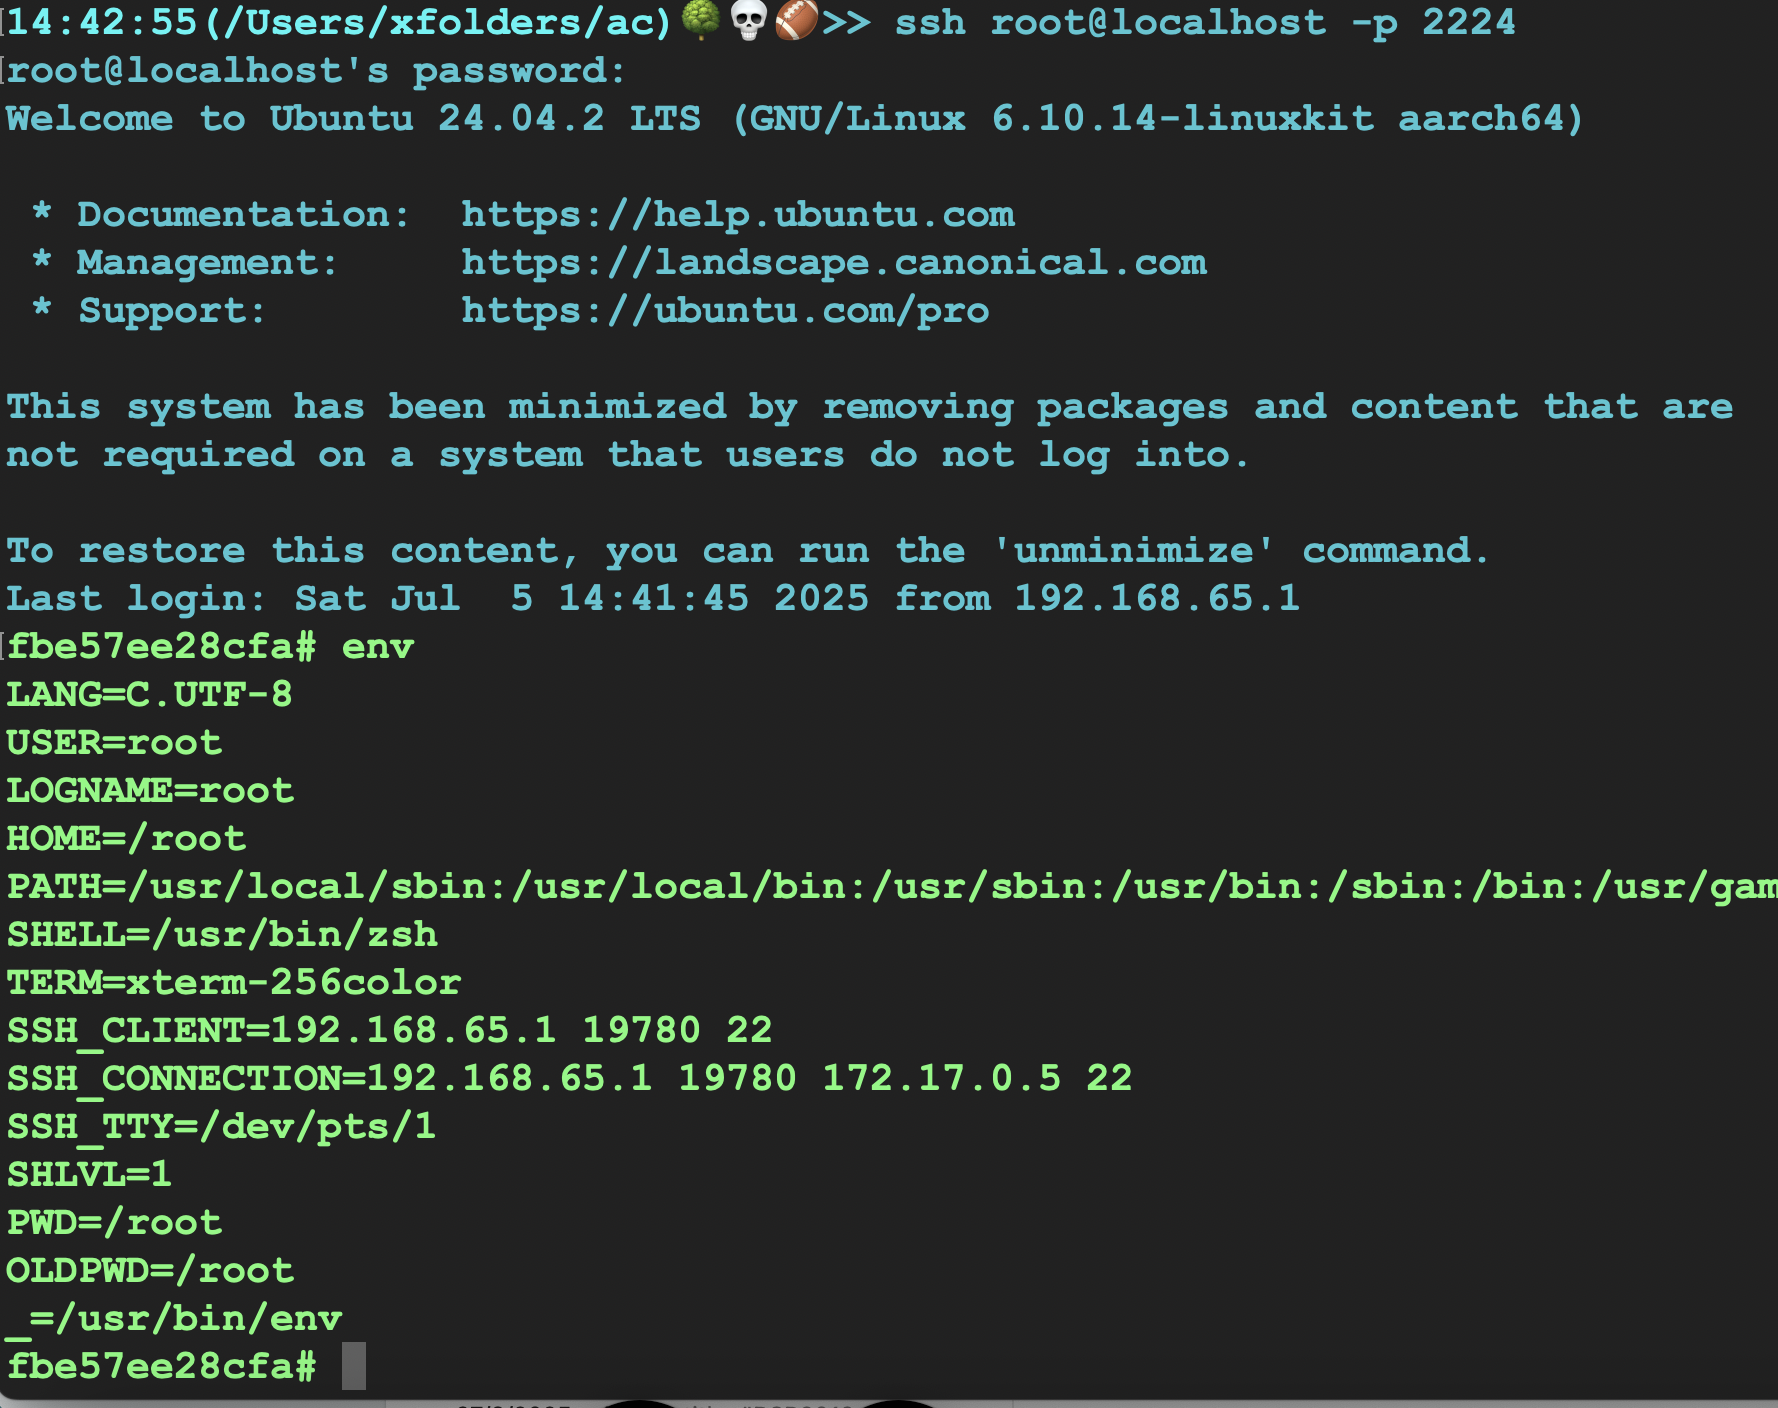 14:42:55(/Users/xfolders/ac)🌳💀🏈>> ssh root@localhost -p 2224
root@localhost's password:
Welcome to Ubuntu 24.04.2 LTS (GNU/Linux 6.10.14-linuxkit aarch64)

 * Documentation:  https://help.ubuntu.com
 * Management:     https://landscape.canonical.com
 * Support:        https://ubuntu.com/pro

This system has been minimized by removing packages and content that are
not required on a system that users do not log into.

To restore this content, you can run the 'unminimize' command.
Last login: Sat Jul  5 14:41:45 2025 from 192.168.65.1
fbe57ee28cfa# env
LANG=C.UTF-8
USER=root
LOGNAME=root
HOME=/root
PATH=/usr/local/sbin:/usr/local/bin:/usr/sbin:/usr/bin:/sbin:/bin:/usr/gam
SHELL=/usr/bin/zsh
TERM=xterm-256color
SSH_CLIENT=192.168.65.1 19780 22
SSH_CONNECTION=192.168.65.1 19780 172.17.0.5 22
SSH_TTY=/dev/pts/1
SHLVL=1
PWD=/root
OLDPWD=/root
_=/usr/bin/env
fbe57ee28cfa#